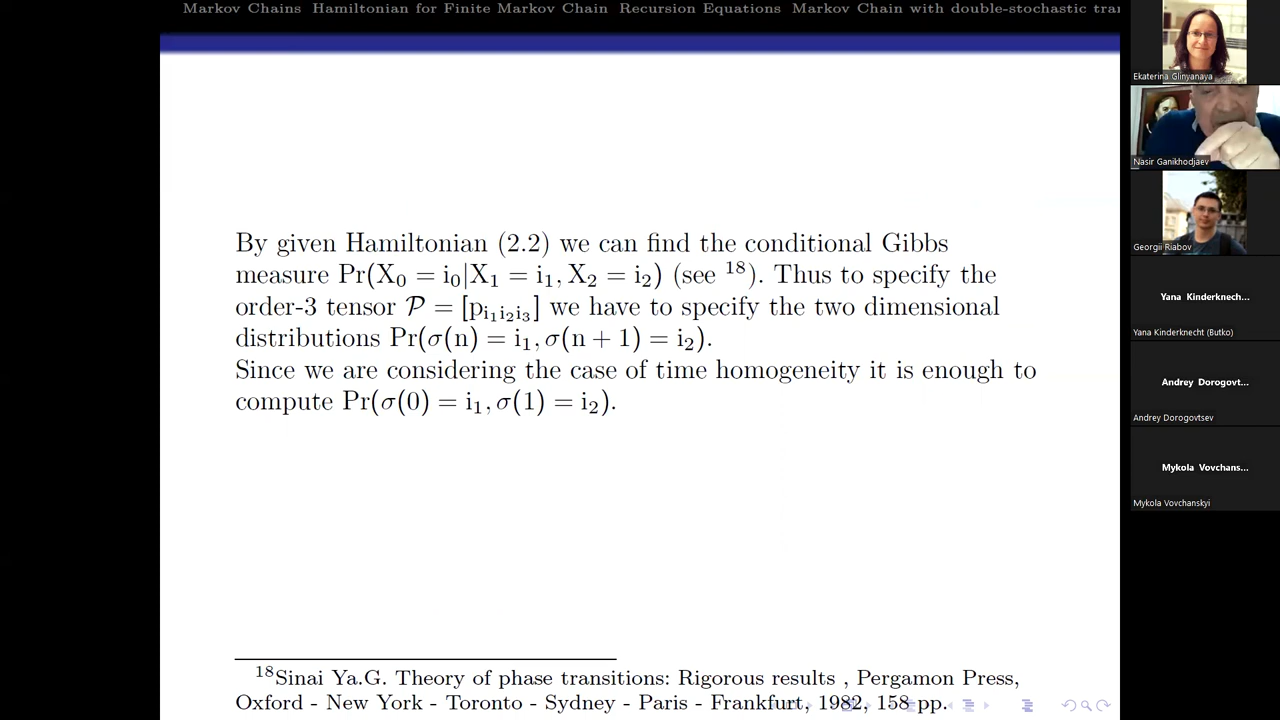 Markov Chains Hamiltonian for Finite Markov Chain Recursion Equations Markov Chain with double-stochastic tran
By given Hamiltonian (2.2) we can find the conditional Gibbs
measure Pr(X₀ = i₀|X₁ = i₁, X₂ = i₂) (see ¹⁸). Thus to specify the
order-3 tensor 𝒫 = [p_{i₁i₂i₃}] we have to specify the two dimensional
distributions Pr(σ(n) = i₁, σ(n + 1) = i₂).
Since we are considering the case of time homogeneity it is enough to
compute Pr(σ(0) = i₁, σ(1) = i₂).
¹⁸Sinai Ya.G. Theory of phase transitions: Rigorous results , Pergamon Press,
Oxford - New York - Toronto - Sydney - Paris - Frankfurt, 1982, 158 pp.
Ekaterina Glinyanaya
Nasir Ganikhodjaev
Georgii Riabov
Yana Kinderknech...
Yana Kinderknecht (Butko)
Andrey Dorogovt...
Andrey Dorogovtsev
Mykola Vovchans...
Mykola Vovchanskyi